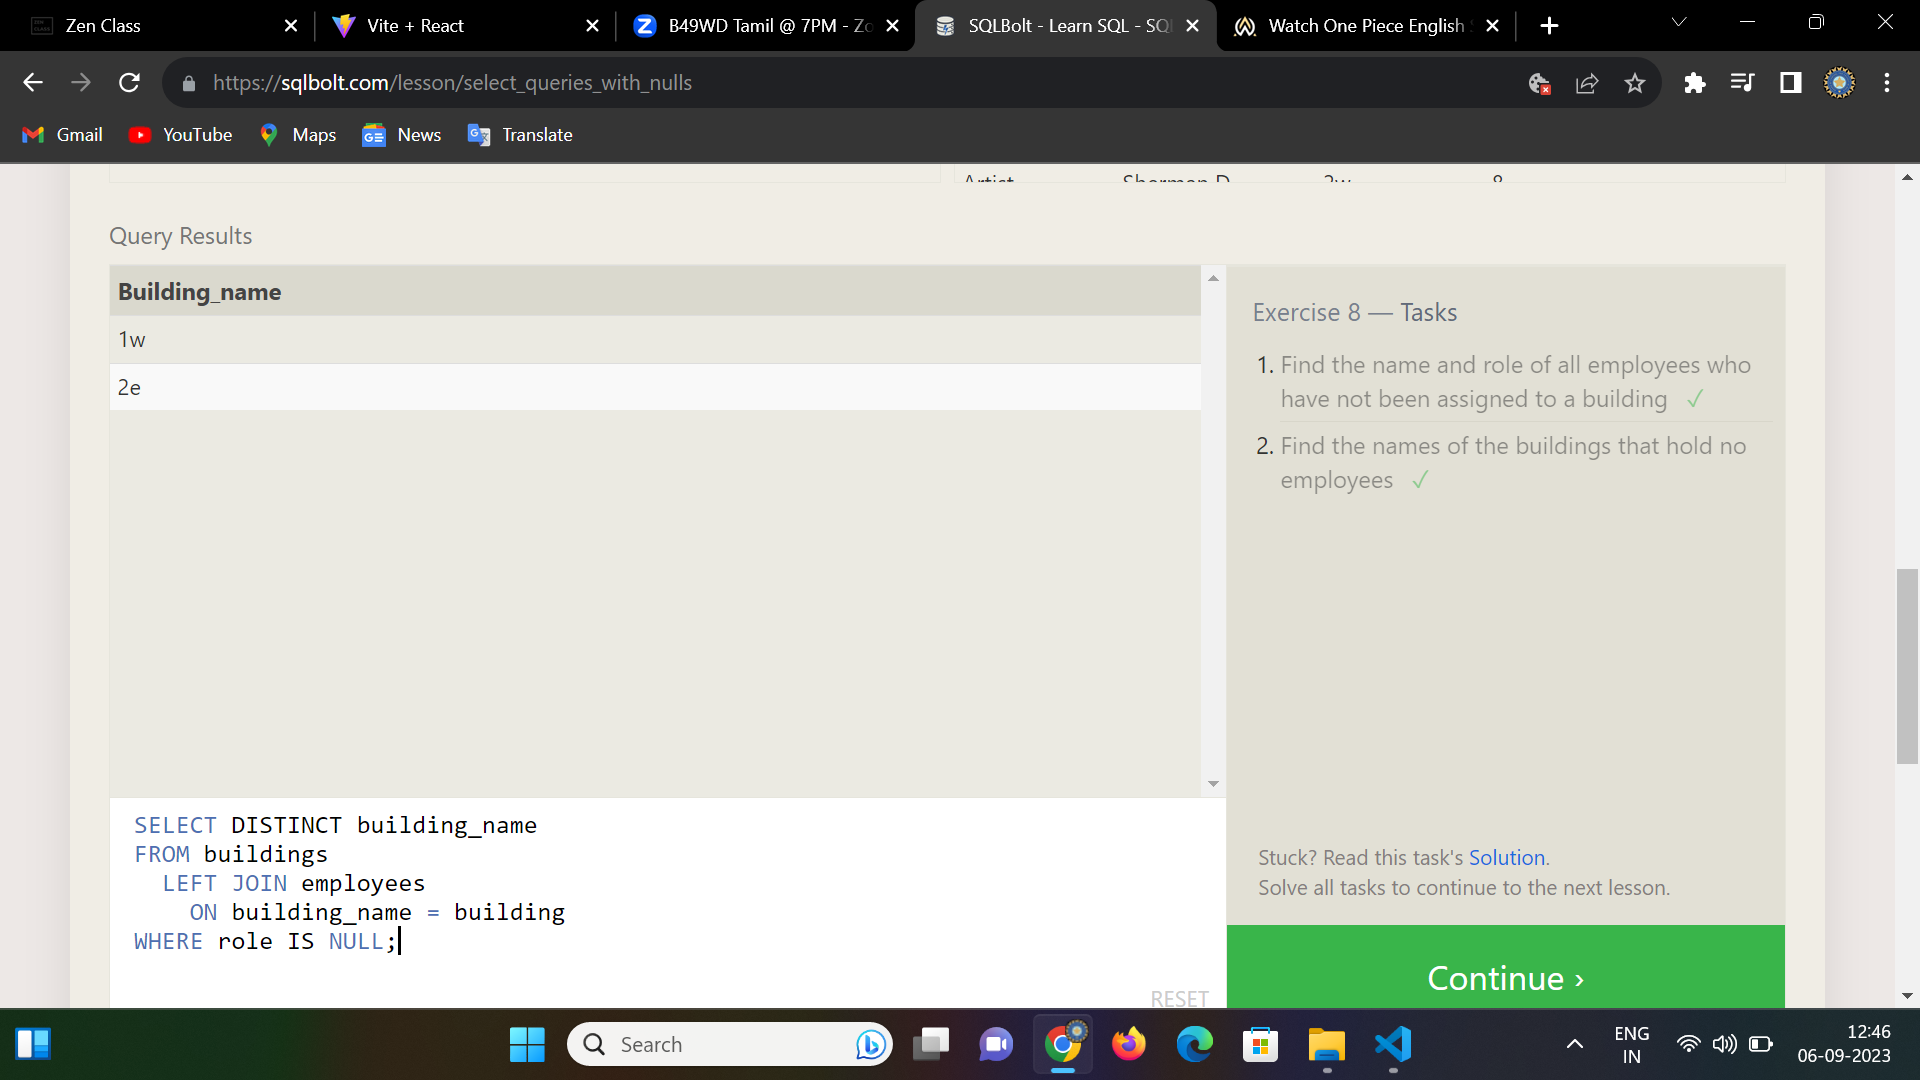 Zen Class
Vite + React
B49WD Tamil @ 7PM - Zo
SQLBolt - Learn SQL - SQL
Watch One Piece English
https://sqlbolt.com/lesson/select_queries_with_nulls
Gmail
YouTube
Maps
News
Translate
Query Results
Building_name
1w
2e
Exercise 8 — Tasks
1. Find the name and role of all employees who
have not been assigned to a building ✓
2. Find the names of the buildings that hold no
employees ✓
SELECT DISTINCT building_name
FROM buildings
LEFT JOIN employees
ON building_name = building
WHERE role IS NULL;
RESET
Stuck? Read this task's Solution.
Solve all tasks to continue to the next lesson.
Continue ›
Search
ENG
IN
12:46
06-09-2023